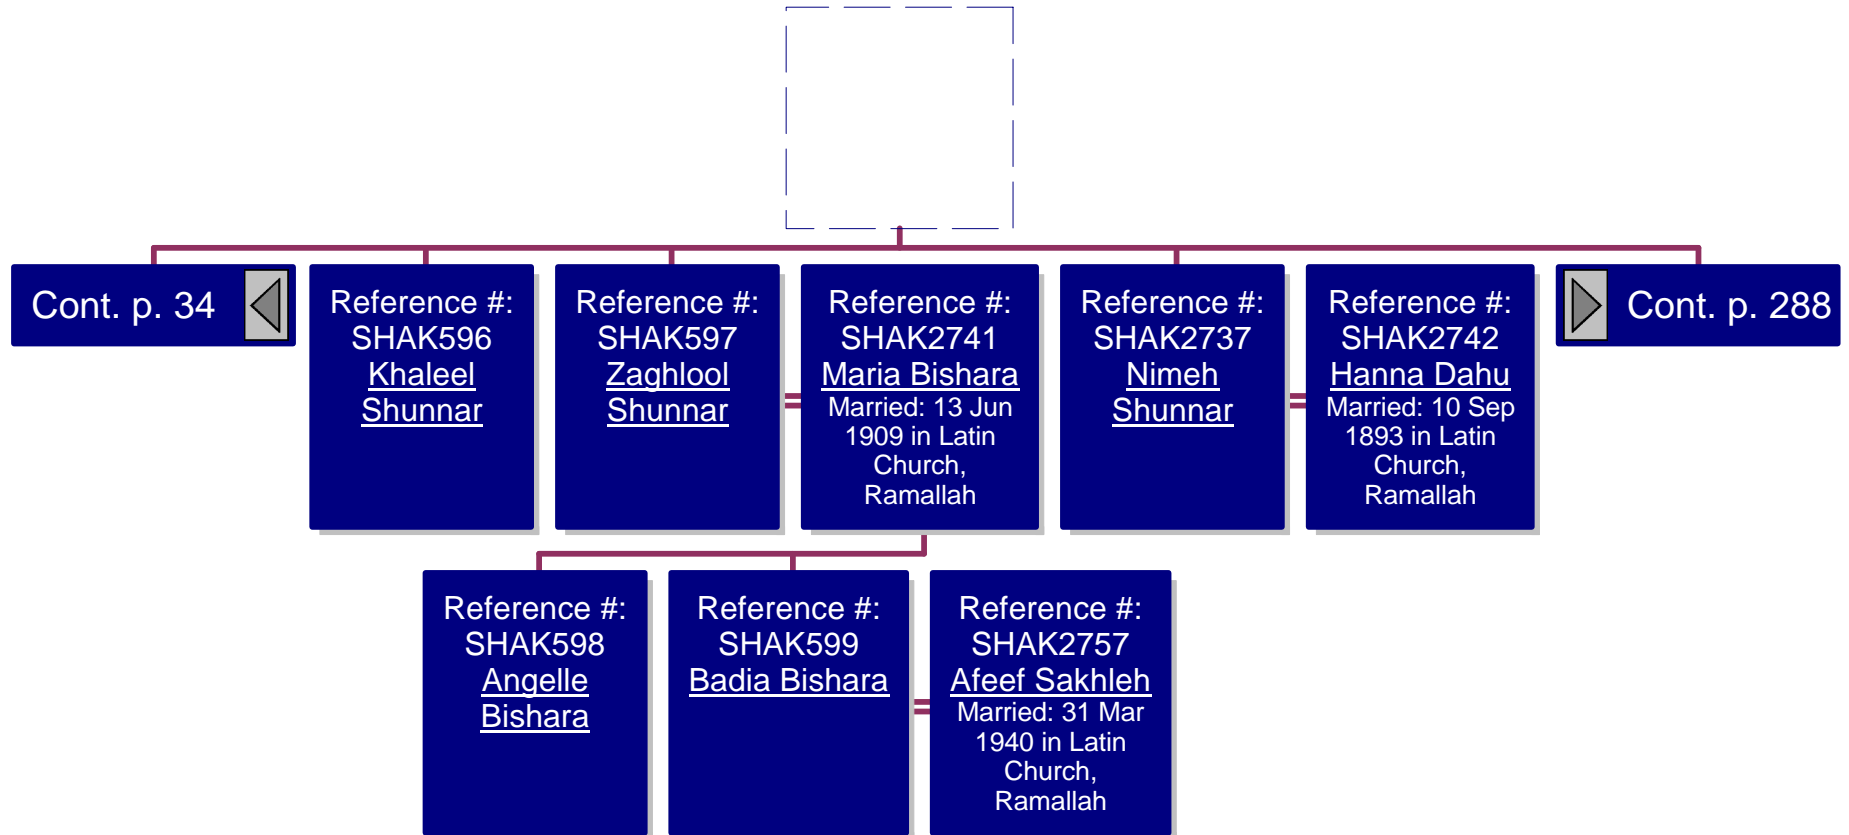 Cont. p. 34
Reference #:
SHAK596
Khaleel
Shunnar
Reference #:
SHAK597
Zaghlool
Shunnar
Reference #:
SHAK2741
Maria Bishara
Married: 13 Jun
1909 in Latin
Church,
Ramallah
Reference #:
SHAK2737
Nimeh
Shunnar
Reference #:
SHAK2742
Hanna Dahu
Married: 10 Sep
1893 in Latin
Church,
Ramallah
Cont. p. 288
Reference #:
SHAK598
Angelle
Bishara
Reference #:
SHAK599
Badia Bishara
Reference #:
SHAK2757
Afeef Sakhleh
Married: 31 Mar
1940 in Latin
Church,
Ramallah